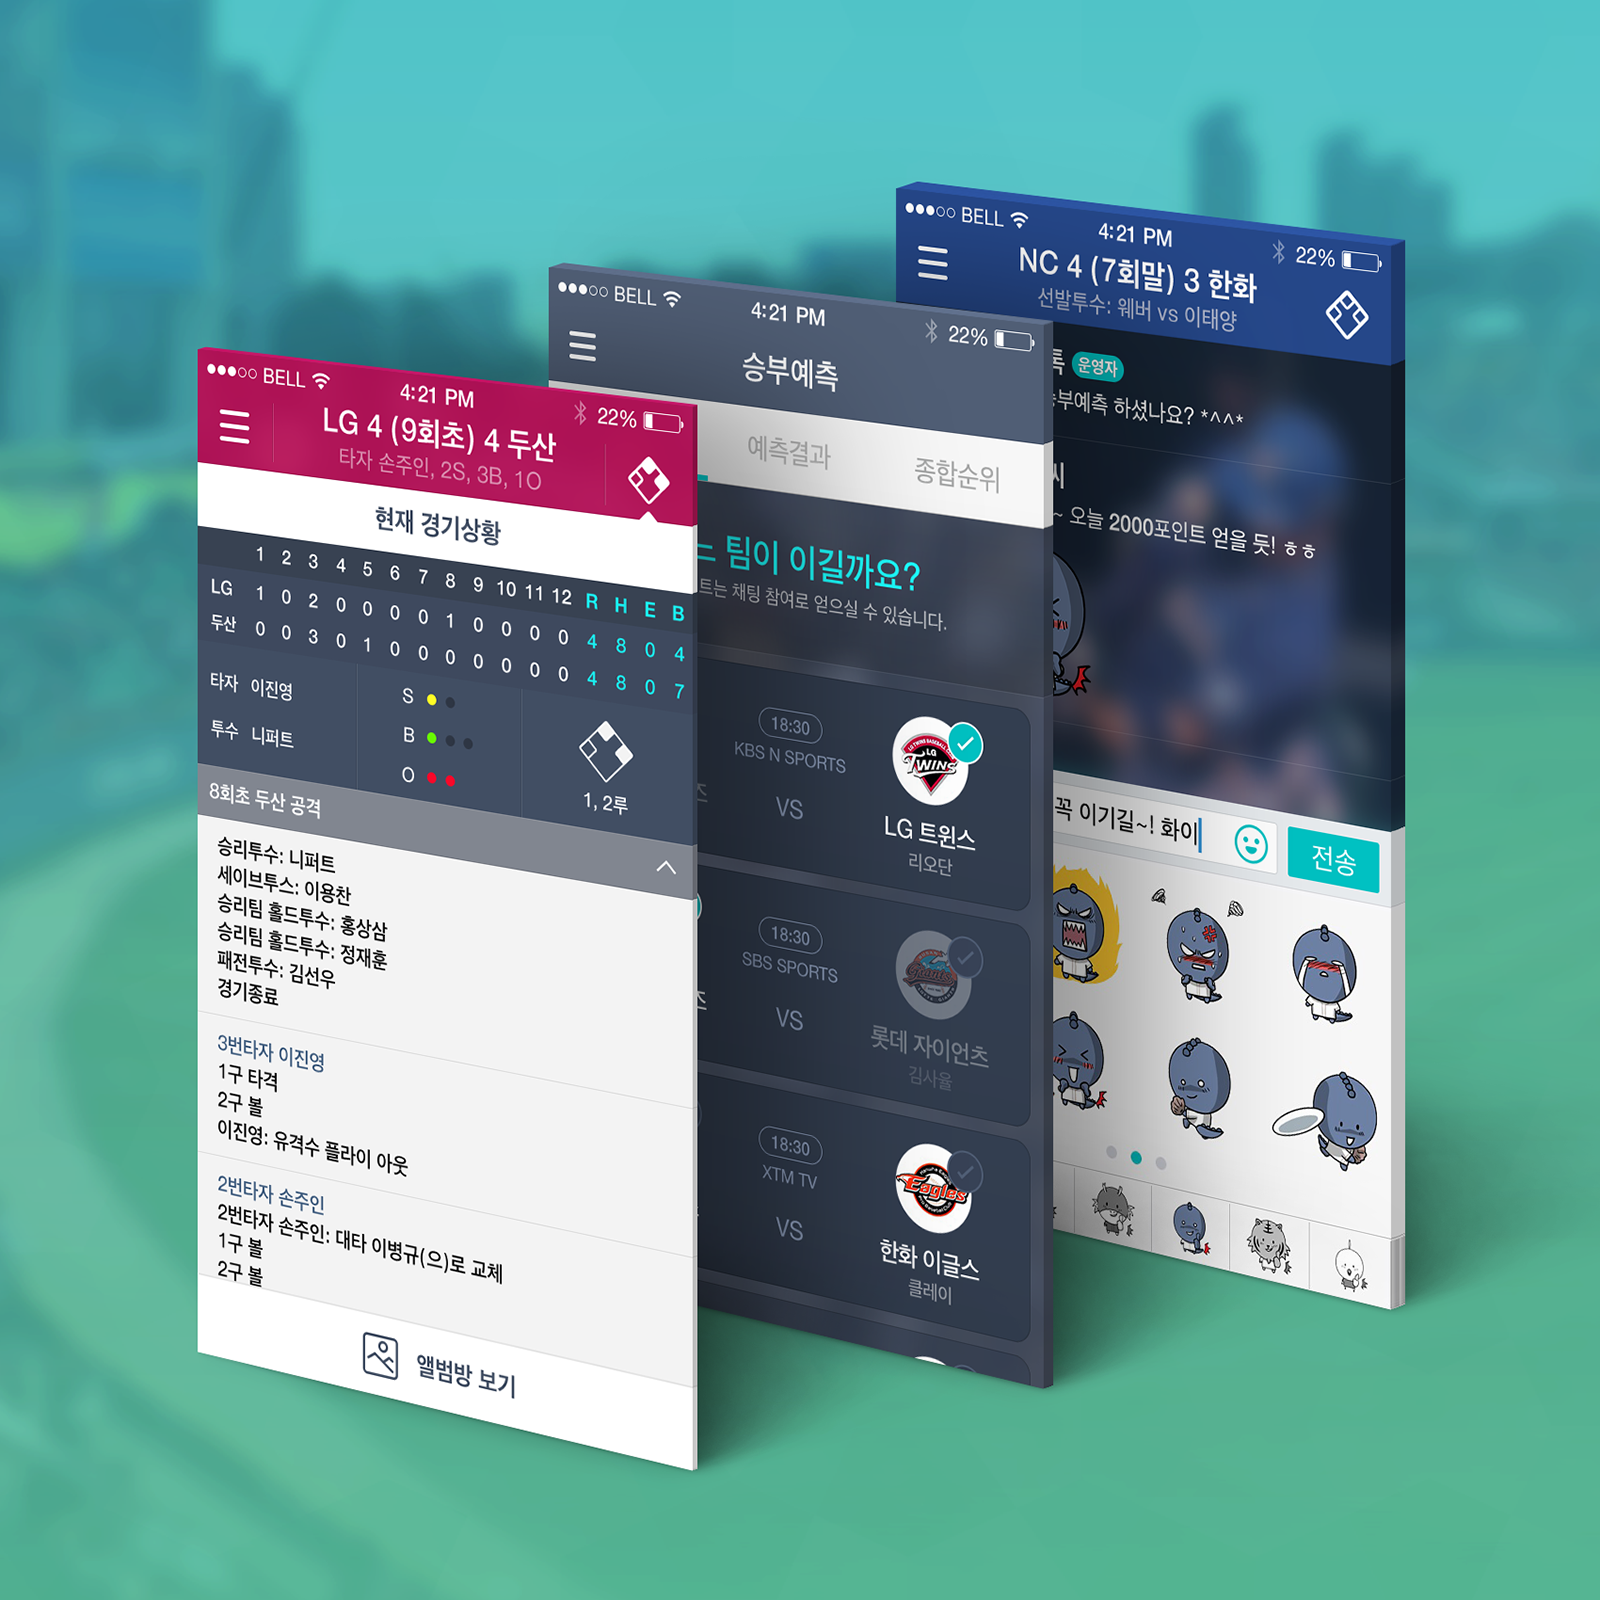 BELL
4:21 PM
22%
LG 4 (9회초) 4 두산
타자 손주인, 2S, 3B, 1O
현재 경기상황
1 2 3 4 5 6 7 8 9 10 11 12 R H E B
LG 1 0 2 0 0 0 0 1 0 0 0 0 4 8 0 4
두산 0 0 3 0 1 0 0 0 0 0 0 0 4 8 0 7
타자 이진영
투수 니퍼트
S
B
O
1, 2루
8회초 두산 공격
승리투수: 니퍼트
세이브투스: 이용찬
승리팀 홀드투수: 홍상삼
승리팀 홀드투수: 정재훈
패전투수: 김선우
경기종료
3번타자 이진영
1구 타격
2구 볼
이진영: 유격수 플라이 아웃
2번타자 손주인
2번타자 손주인: 대타 이병규(으)로 교체
1구 볼
2구 볼
앨범방 보기
BELL
4:21 PM
22%
승부예측
예측결과
종합순위
팀이 이길까요?
트는 채팅 참여로 얻으실 수 있습니다.
18:30
KBS N SPORTS
VS
LG TWINS
LG 트윈스
리오단
18:30
SBS SPORTS
VS
Giants
롯데 자이언츠
김사율
18:30
XTM TV
VS
Eagles
한화 이글스
클레이
BELL
4:21 PM
22%
NC 4 (7회말) 3 한화
선발투수: 웨버 vs 이태양
톡 운영자
승부예측 하셨나요? *^^*
씨
~ 오늘 2000포인트 얻을 듯! ㅎㅎ
꼭 이기길~! 화이
전송